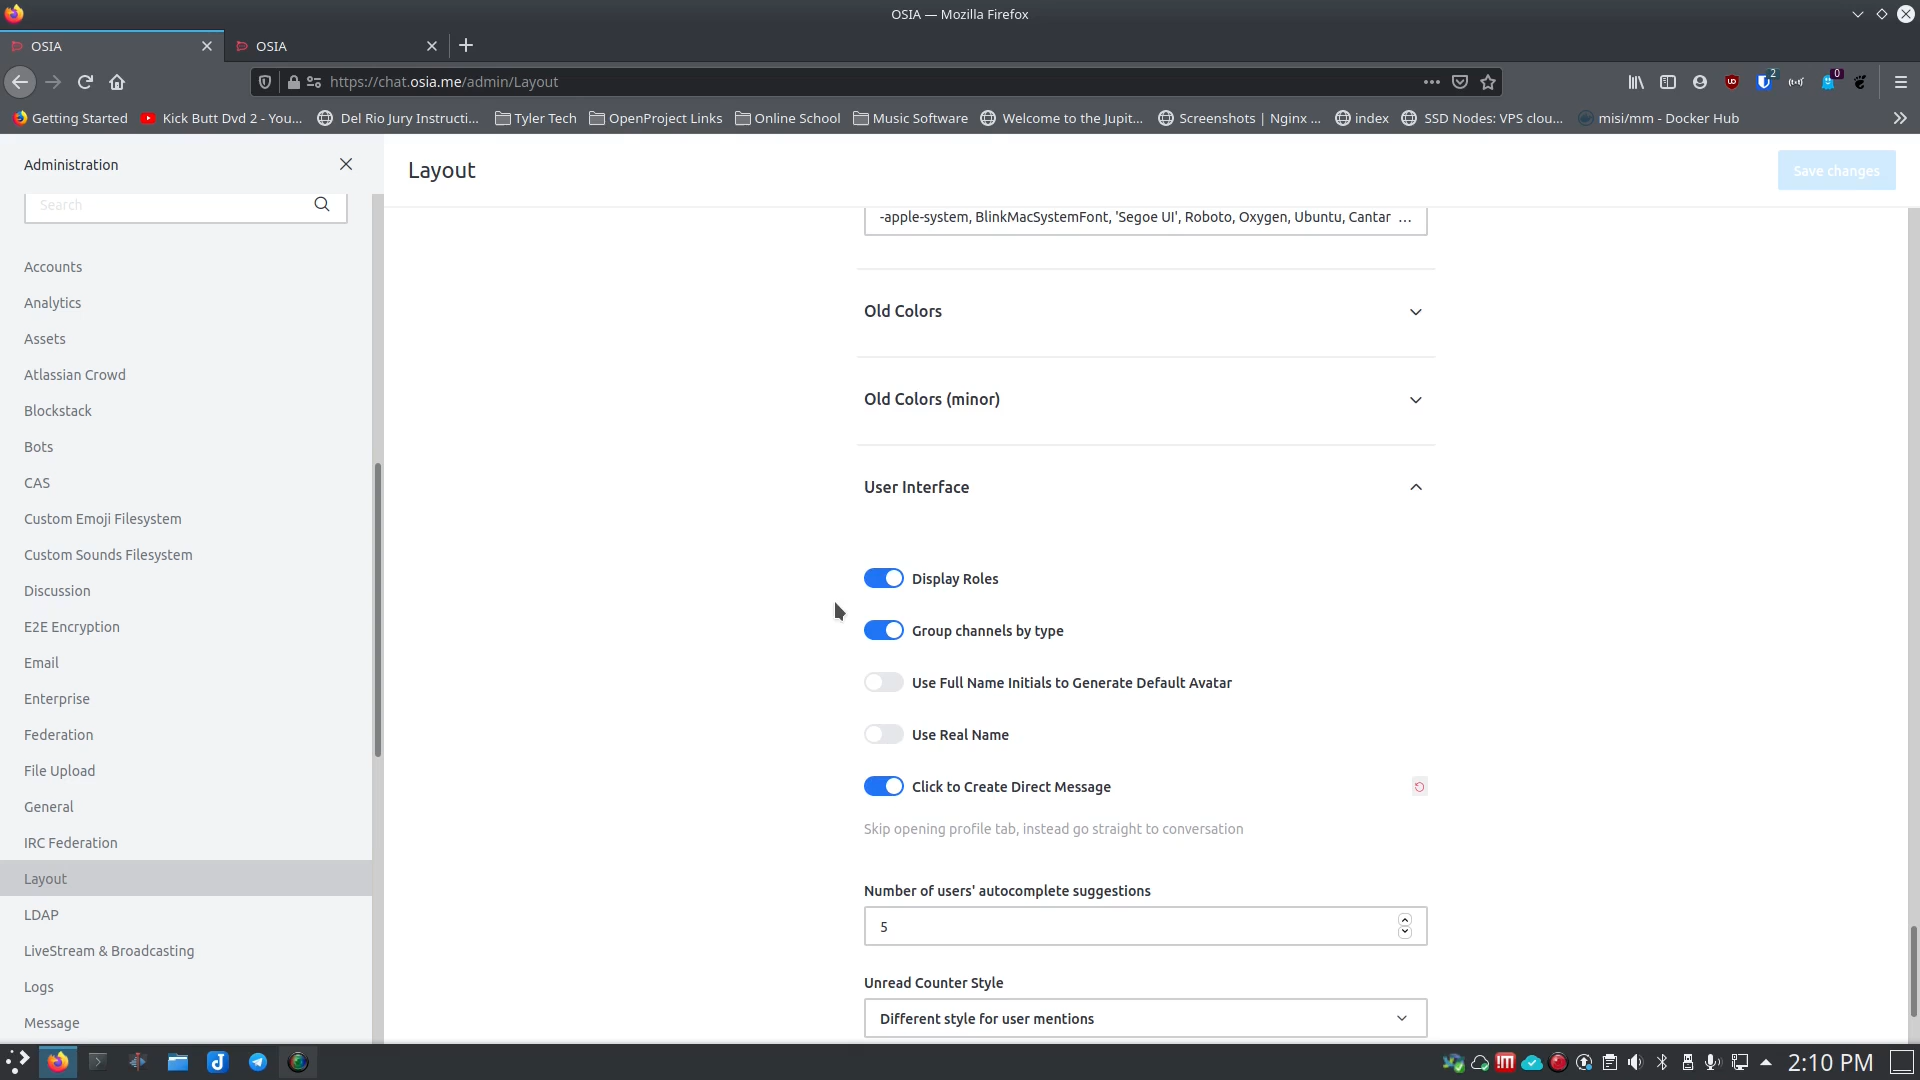 OSIA — Mozilla Firefox
OSIA
OSIA
https://chat.osia.me/admin/Layout
2
0
Getting Started
Kick Butt Dvd 2 - You...
Del Rio Jury Instructi...
Tyler Tech
OpenProject Links
Online School
Music Software
Welcome to the Jupit...
Screenshots | Nginx ...
index
SSD Nodes: VPS clou...
misi/mm - Docker Hub
Administration
Search
Accounts
Analytics
Assets
Atlassian Crowd
Blockstack
Bots
CAS
Custom Emoji Filesystem
Custom Sounds Filesystem
Discussion
E2E Encryption
Email
Enterprise
Federation
File Upload
General
IRC Federation
Layout
LDAP
LiveStream & Broadcasting
Logs
Message
Layout
Save changes
-apple-system, BlinkMacSystemFont, 'Segoe UI', Roboto, Oxygen, Ubuntu, Cantar ...
Old Colors
Old Colors (minor)
User Interface
Display Roles
Group channels by type
Use Full Name Initials to Generate Default Avatar
Use Real Name
Click to Create Direct Message
Skip opening profile tab, instead go straight to conversation
Number of users' autocomplete suggestions
5
Unread Counter Style
Different style for user mentions
2:10 PM